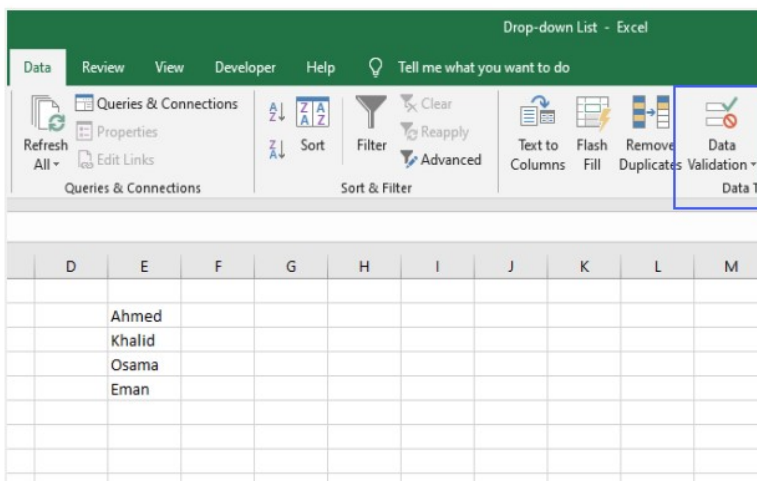 Drop-down List - Excel
Data Review View Developer Help Tell me what you want to do
Refresh All
Queries & Connections
Properties
Edit Links
Queries & Connections
Sort
Filter
Clear
Reapply
Advanced
Sort & Filter
Text to Columns
Flash Fill
Remove Duplicates
Data Validation
Data T
D E F G H I J K L M
Ahmed
Khalid
Osama
Eman